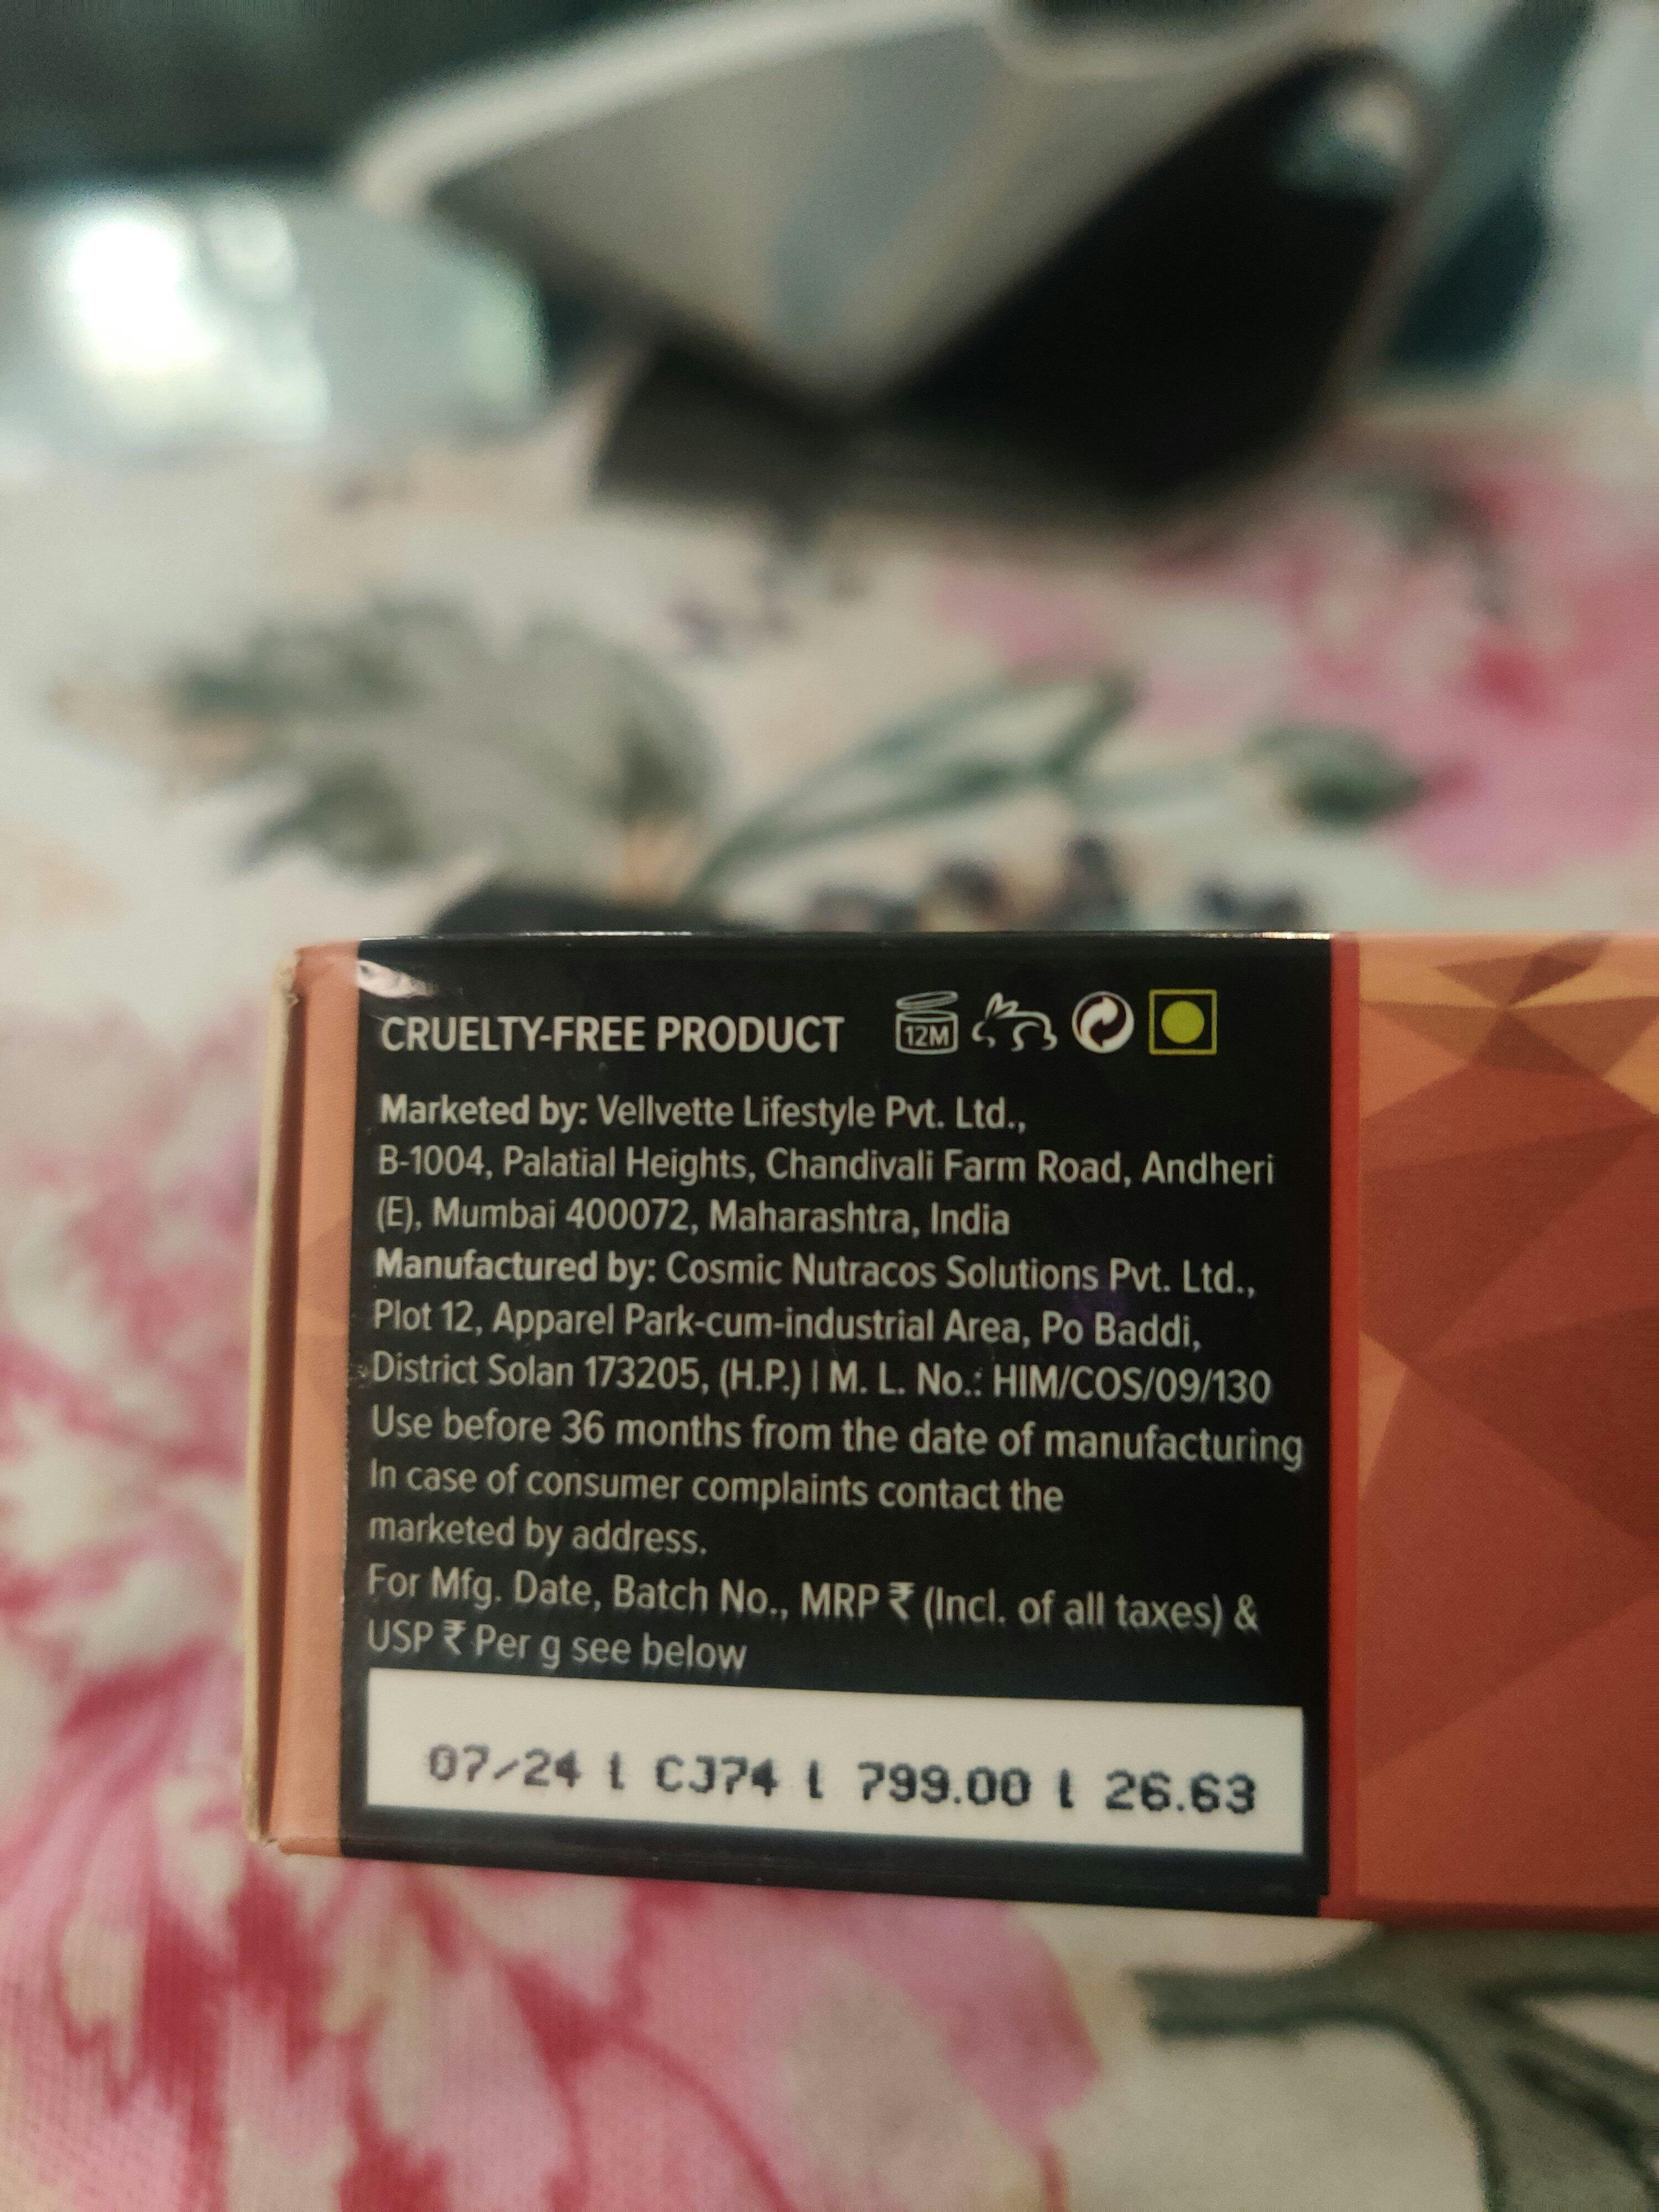 CRUELTY-FREE PRODUCT 12M
Marketed by: Vellvette Lifestyle Pvt. Ltd.,
B-1004, Palatial Heights, Chandivali Farm Road, Andheri
(E), Mumbai 400072, Maharashtra, India
Manufactured by: Cosmic Nutracos Solutions Pvt. Ltd.,
Plot 12, Apparel Park-cum-industrial Area, Po Baddi,
District Solan 173205, (H.P.) | M. L. No.: HIM/COS/09/130
Use before 36 months from the date of manufacturing
In case of consumer complaints contact the
marketed by address.
For Mfg. Date, Batch No., MRP ₹ (Incl. of all taxes) &
USP ₹ Per g see below
07/24 l CJ74 l 799.00 l 26.63